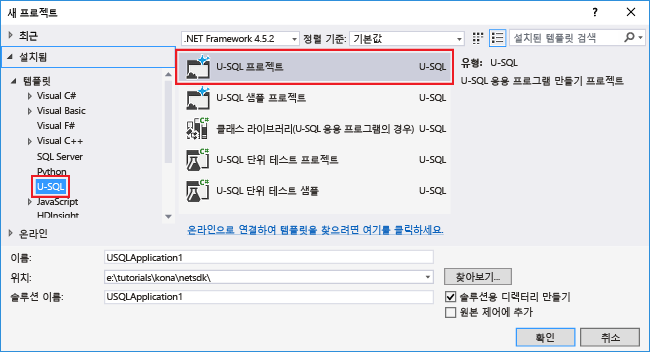 새 프로젝트
최근
.NET Framework 4.5.2 정렬 기준: 기본값
설치된 템플릿 검색
설치됨
템플릿
Visual C#
Visual Basic
Visual F#
Visual C++
SQL Server
Python
U-SQL
JavaScript
HDInsight
온라인
U-SQL 프로젝트 U-SQL
U-SQL 샘플 프로젝트 U-SQL
클래스 라이브러리(U-SQL 응용 프로그램의 경우) U-SQL
U-SQL 단위 테스트 프로젝트 U-SQL
U-SQL 단위 테스트 샘플 U-SQL
온라인으로 연결하여 템플릿을 찾으려면 여기를 클릭하세요.
유형: U-SQL
U-SQL 응용 프로그램 만들기 프로젝트
이름: USQLApplication1
위치: e:\tutorials\kona\netsdk\ 찾아보기...
솔루션 이름: USQLApplication1
솔루션용 디렉터리 만들기
원본 제어에 추가
확인 취소